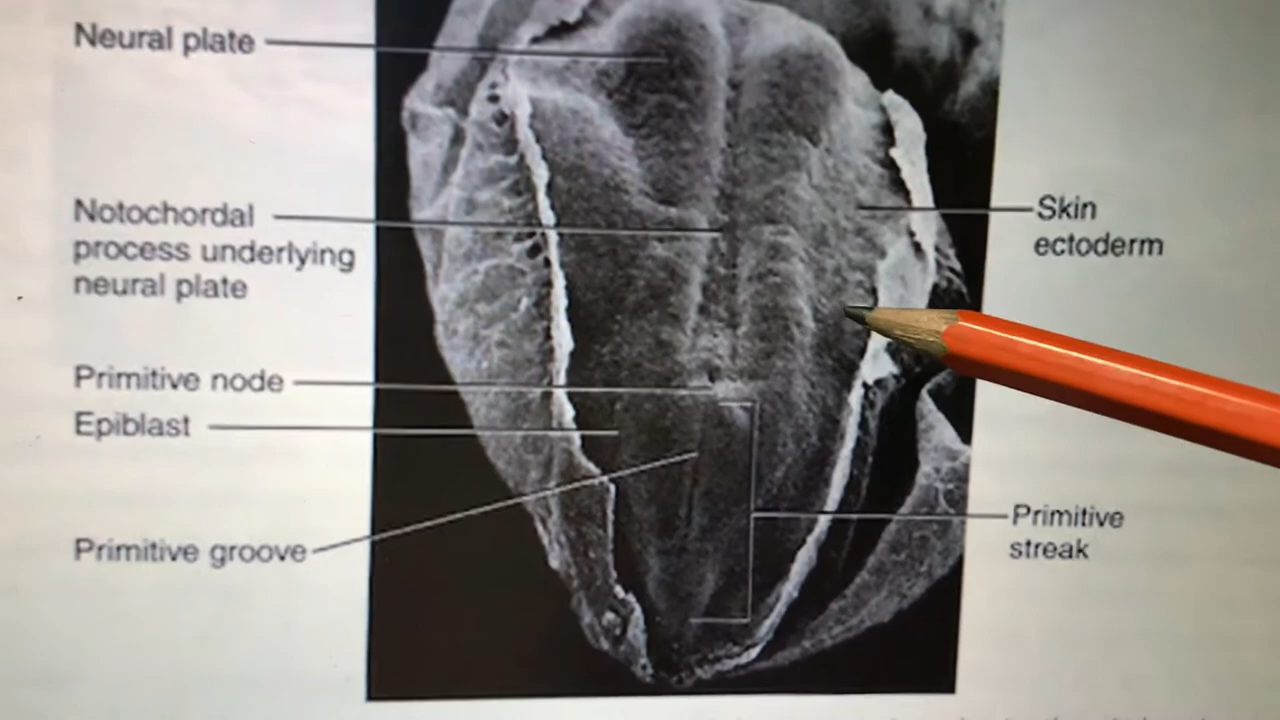 Neural plate
Notochordal
process underlying
neural plate
Primitive node
Epiblast
Primitive groove
Skin
ectoderm
Primitive
streak